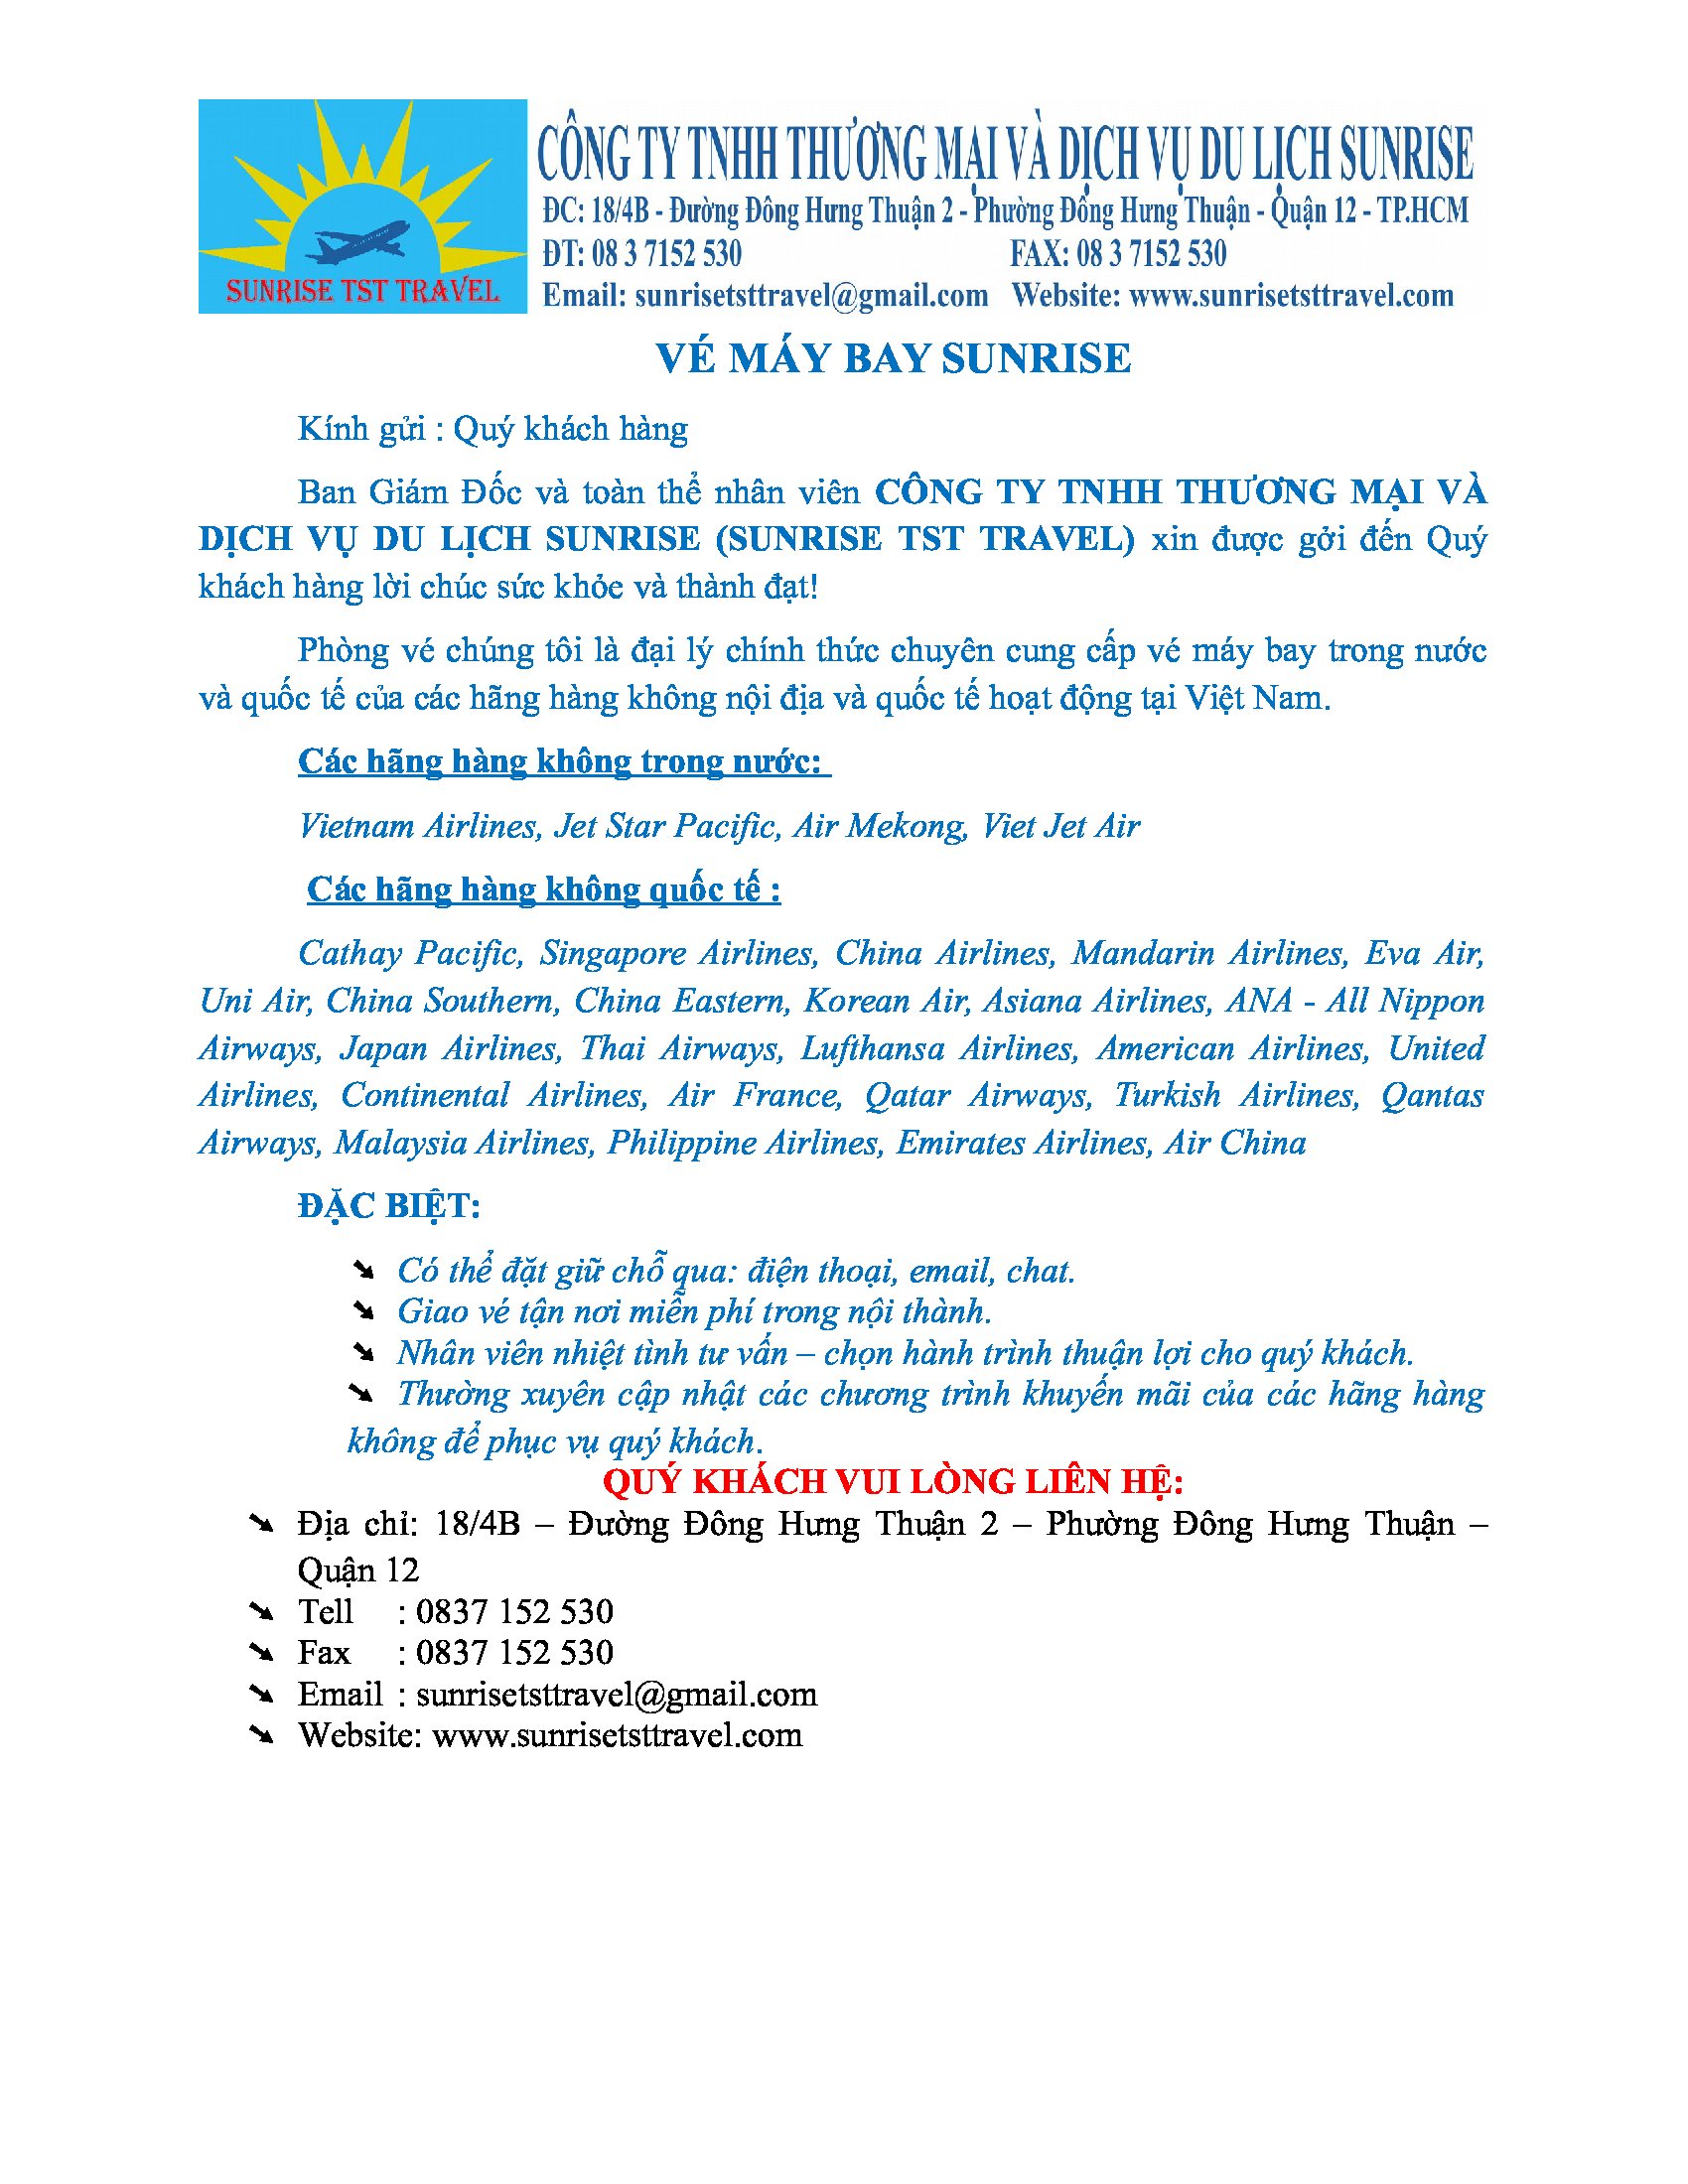 SUNRISE TST TRAVEL
CÔNG TY TNHH THƯƠNG MẠI VÀ DỊCH VỤ DU LỊCH SUNRISE
ĐC: 18/4B - Đường Đông Hưng Thuận 2 - Phường Đông Hưng Thuận - Quận 12 - TP.HCM
ĐT: 08 3 7152 530 FAX: 08 3 7152 530
Email: sunrisetsttravel@gmail.com Website: www.sunrisetsttravel.com
VÉ MÁY BAY SUNRISE
Kính gửi : Quý khách hàng
Ban Giám Đốc và toàn thể nhân viên CÔNG TY TNHH THƯƠNG MẠI VÀ
DỊCH VỤ DU LỊCH SUNRISE (SUNRISE TST TRAVEL) xin được gởi đến Quý
khách hàng lời chúc sức khỏe và thành đạt!
Phòng vé chúng tôi là đại lý chính thức chuyên cung cấp vé máy bay trong nước
và quốc tế của các hãng hàng không nội địa và quốc tế hoạt động tại Việt Nam.
Các hãng hàng không trong nước:
Vietnam Airlines, Jet Star Pacific, Air Mekong, Viet Jet Air
Các hãng hàng không quốc tế :
Cathay Pacific, Singapore Airlines, China Airlines, Mandarin Airlines, Eva Air,
Uni Air, China Southern, China Eastern, Korean Air, Asiana Airlines, ANA - All Nippon
Airways, Japan Airlines, Thai Airways, Lufthansa Airlines, American Airlines, United
Airlines, Continental Airlines, Air France, Qatar Airways, Turkish Airlines, Qantas
Airways, Malaysia Airlines, Philippine Airlines, Emirates Airlines, Air China
ĐẶC BIỆT:
➘ Có thể đặt giữ chỗ qua: điện thoại, email, chat.
➘ Giao vé tận nơi miễn phí trong nội thành.
➘ Nhân viên nhiệt tình tư vấn – chọn hành trình thuận lợi cho quý khách.
➘ Thường xuyên cập nhật các chương trình khuyến mãi của các hãng hàng
không để phục vụ quý khách.
QUÝ KHÁCH VUI LÒNG LIÊN HỆ:
➘ Địa chỉ: 18/4B – Đường Đông Hưng Thuận 2 – Phường Đông Hưng Thuận –
Quận 12
➘ Tell : 0837 152 530
➘ Fax : 0837 152 530
➘ Email : sunrisetsttravel@gmail.com
➘ Website: www.sunrisetsttravel.com